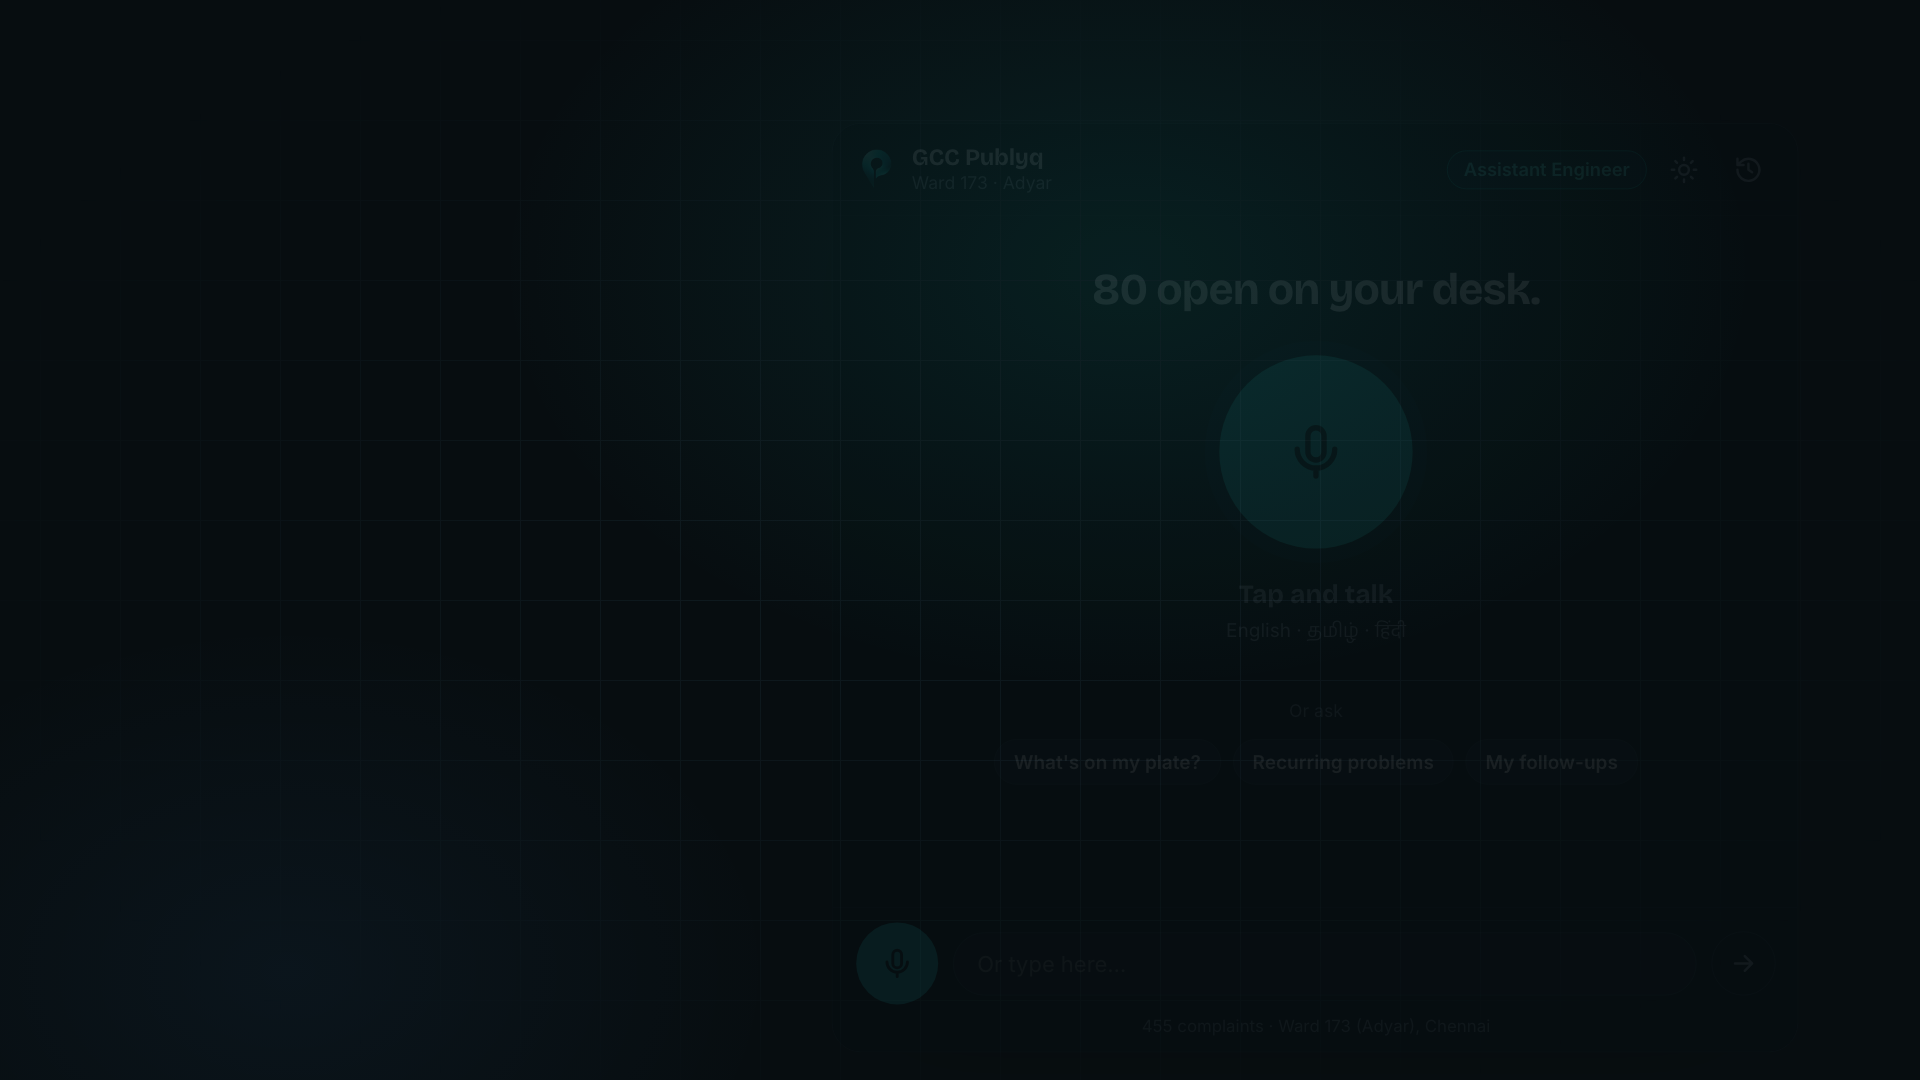 GCC Publyq
Ward 173 · Adyar
Assistant Engineer
80 open on your desk.
Tap and talk
English · தமிழ் · हिंदी
Or ask
What's on my plate?
Recurring problems
My follow-ups
Or type here...
455 complaints · Ward 173 (Adyar), Chennai